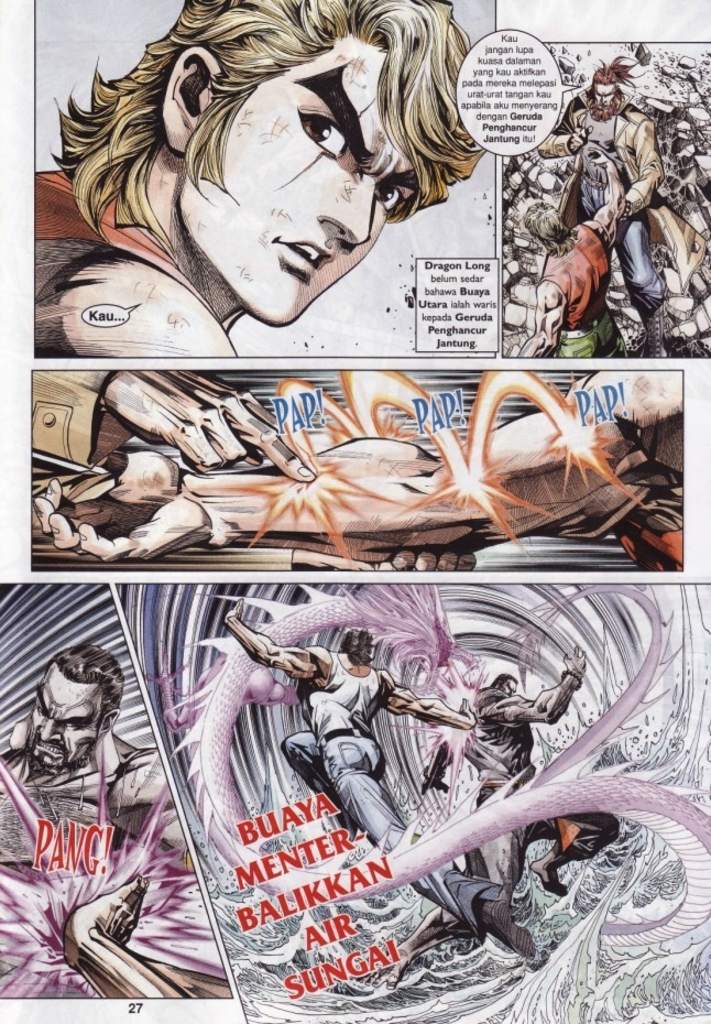 Kau
jangan lupa
kuasa dalaman
yang kau aktifkan
pada mereka melepasi
urat-urat tangan kau
apabila aku menyerang
dengan Geruda
Penghancur
Jantung itu!
Kau...
Dragon Long
belum sedar
bahawa Buaya
Utara ialah waris
kepada Geruda
Penghancur
Jantung.
PAP!
PAP!
PAP!
PANG!
BUAYA
MENTER-
BALIKKAN
AIR
SUNGAI
27